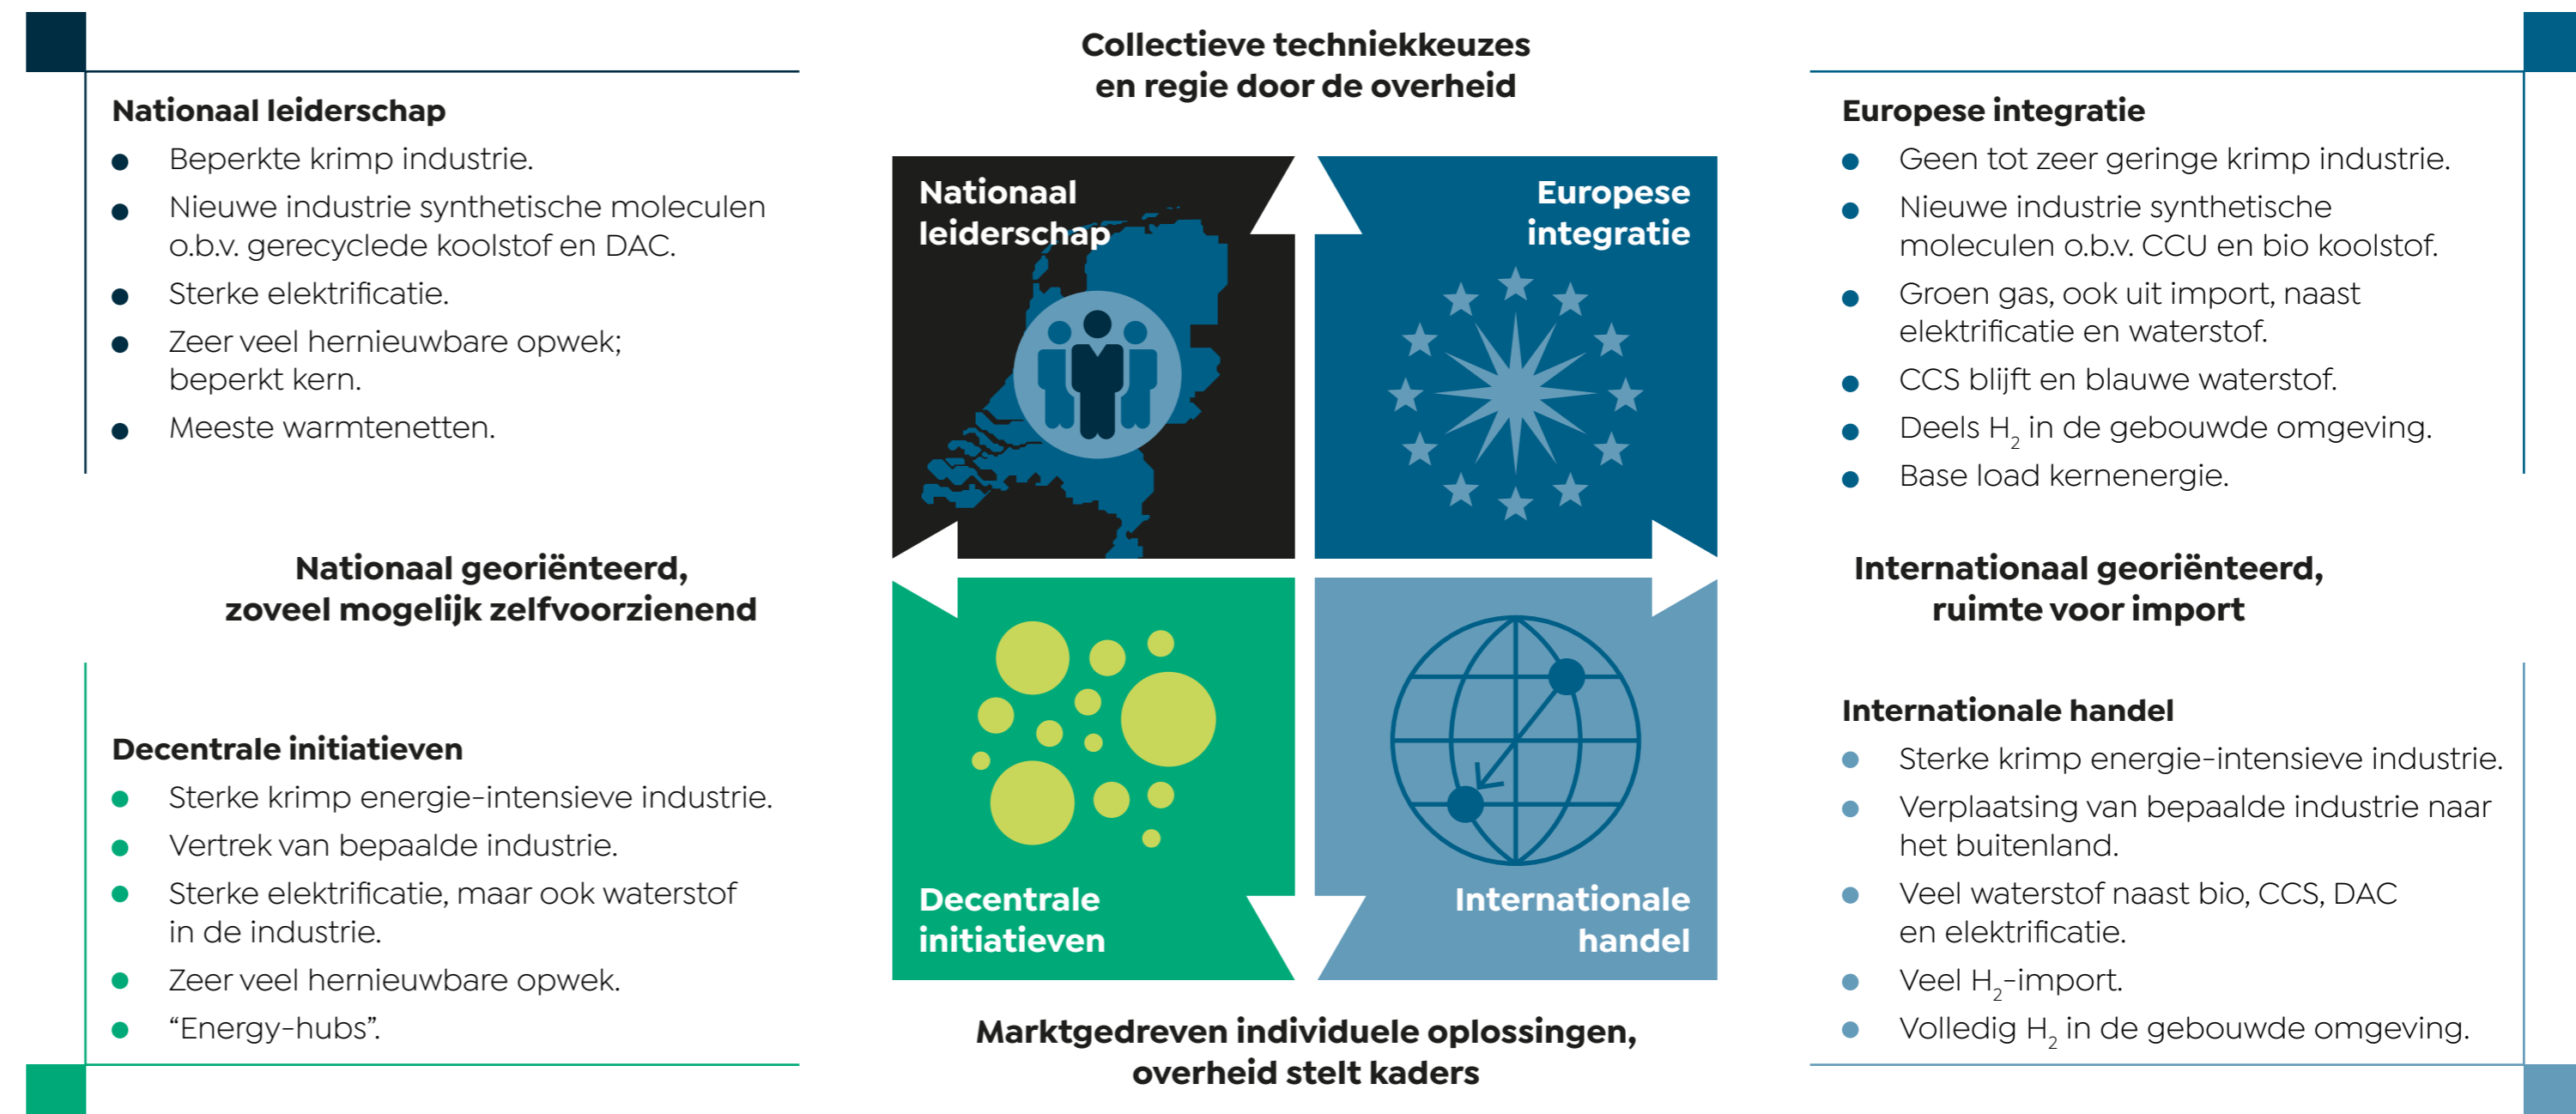 Collectieve techniekkeuzes
en regie door de overheid
Nationaal leiderschap
Beperkte krimp industrie.
Nieuwe industrie synthetische moleculen
o.b.v. gerecyclede koolstof en DAC.
Sterke elektrificatie.
Zeer veel hernieuwbare opwek;
beperkt kern.
Meeste warmtenetten.
Nationaal
leiderschap
Europese
integratie
Europese integratie
Geen tot zeer geringe krimp industrie.
Nieuwe industrie synthetische
moleculen o.b.v. CCU en bio koolstof.
Groen gas, ook uit import, naast
elektrificatie en waterstof.
CCS blijft en blauwe waterstof.
Deels H₂ in de gebouwde omgeving.
Base load kernenergie.
Nationaal georiënteerd,
zoveel mogelijk zelfvoorzienend
Internationaal georiënteerd,
ruimte voor import
Decentrale initiatieven
Sterke krimp energie-intensieve industrie.
Vertrek van bepaalde industrie.
Sterke elektrificatie, maar ook waterstof
in de industrie.
Zeer veel hernieuwbare opwek.
“Energy-hubs”.
Decentrale
initiatieven
Internationale
handel
Internationale handel
Sterke krimp energie-intensieve industrie.
Verplaatsing van bepaalde industrie naar
het buitenland.
Veel waterstof naast bio, CCS, DAC
en elektrificatie.
Veel H₂-import.
Volledig H₂ in de gebouwde omgeving.
Marktgedreven individuele oplossingen,
overheid stelt kaders